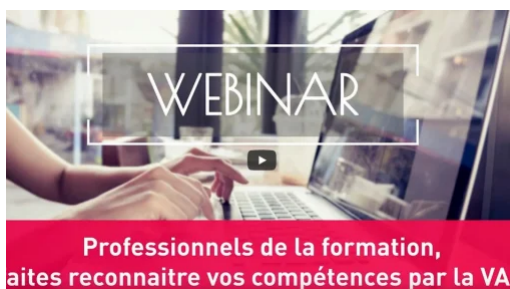 WEBINAR
Professionnels de la formation,
aites reconnaitre vos compétences par la VA